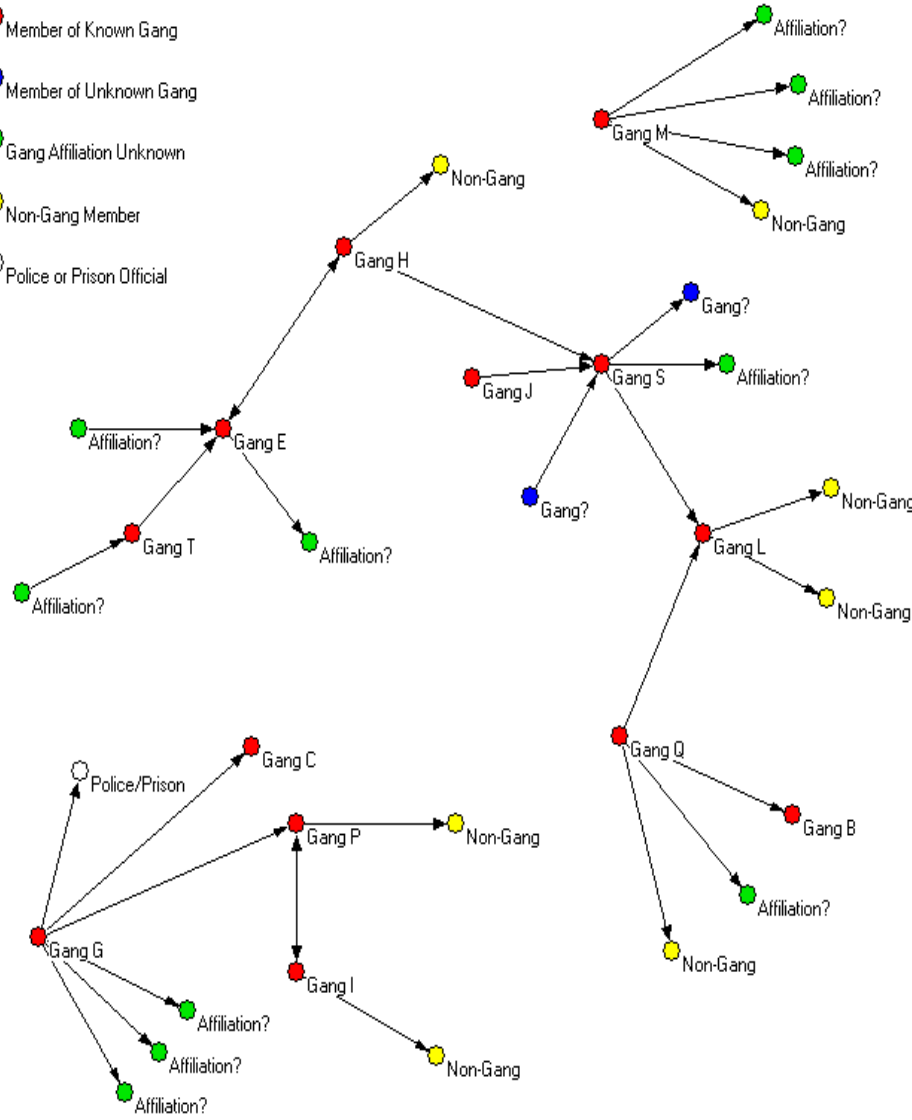 Member of Known Gang
Member of Unknown Gang
Gang Affiliation Unknown
Non-Gang Member
Police or Prison Official
Affiliation?
Affiliation?
Gang M
Affiliation?
Non-Gang
Non-Gang
Gang H
Gang?
Gang S
Affiliation?
Gang J
Affiliation?
Gang E
Non-Gang
Gang?
Gang T
Affiliation?
Gang L
Affiliation?
Non-Gang
Gang Q
Gang C
Police/Prison
Gang P
Non-Gang
Gang B
Affiliation?
Gang G
Non-Gang
Gang I
Affiliation?
Affiliation?
Non-Gang
Affiliation?